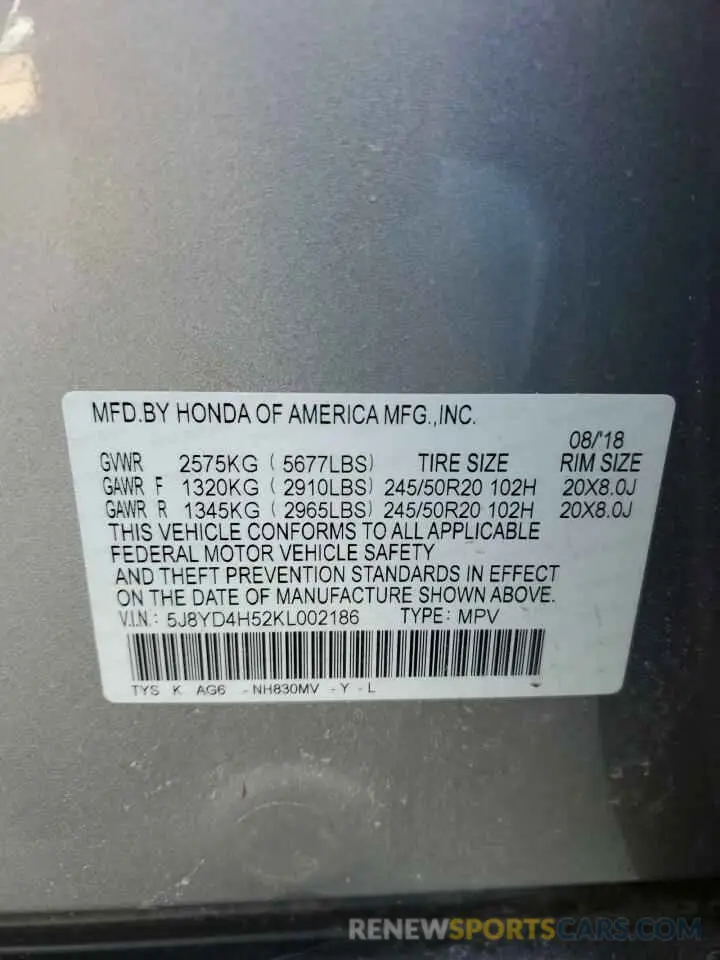 MFD.BY HONDA OF AMERICA MFG.,INC.
08/'18
GVWR 2575KG ( 5677LBS) TIRE SIZE RIM SIZE
GAWR F 1320KG ( 2910LBS) 245/50R20 102H 20X8.0J
GAWR R 1345KG ( 2965LBS) 245/50R20 102H 20X8.0J
THIS VEHICLE CONFORMS TO ALL APPLICABLE
FEDERAL MOTOR VEHICLE SAFETY
AND THEFT PREVENTION STANDARDS IN EFFECT
ON THE DATE OF MANUFACTURE SHOWN ABOVE.
V.I.N.: 5J8YD4H52KL002186 TYPE: MPV
TYS K AG6 -NH830MV -Y -L
RENEWSPORTSCARS.COM